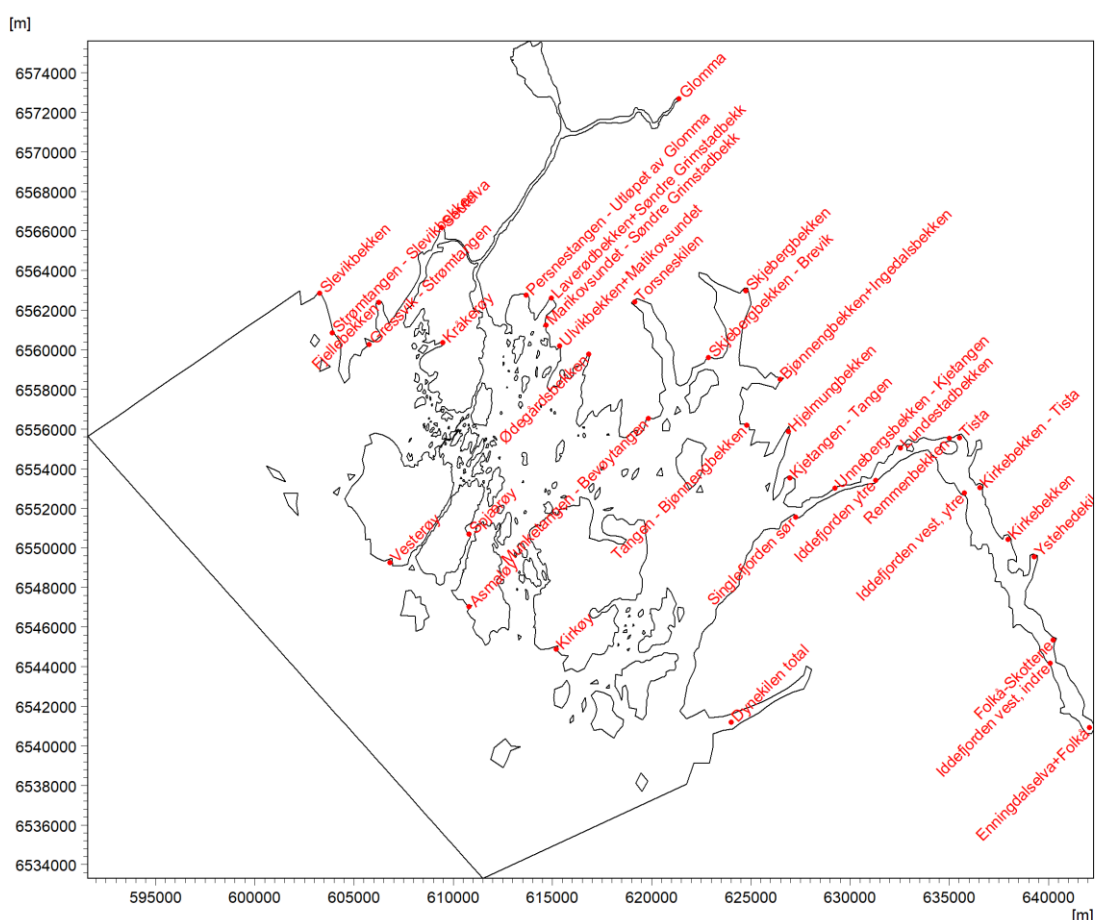 [m]
6574000
6572000
6570000
6568000
6566000
6564000
6562000
6560000
6558000
6556000
6554000
6552000
6550000
6548000
6546000
6544000
6542000
6540000
6538000
6536000
6534000
595000
600000
605000
610000
615000
620000
625000
630000
635000
640000
[m]
Glomma
Slevikbekken
Strømtangen - Slevikbekken
Fjellebekken
Gressvik - Strømtangen
Kråkerøy
Persnestangen - Utløpet av Glomma
Laverødbekken+Søndre Grimstadbekk
Matikovsundet - Søndre Grimstadbekk
Ulvikbekken+Matikovsundet
Ødegårdsbekken
Torsneskilen
Skjebergbekken
Skjebergbekken - Brevik
Bjønnengbekken+Ingedalsbekken
Munketangen - Bevøytangen
Tangen - Bjønnengbekken
Hjelmungbekken
Kjetangen - Tangen
Unnebergsbekken - Kjetangen
Iddefjorden ytre
Remmenbekken
Tista
Kirkebekken - Tista
Iddefjorden vest, ytre
Kirkebekken
Singlefjorden sør
Vesterøy
Spjærøy
Asmaløy
Kirkøy
Dynekilen total
Folkå-Skottene
Iddefjorden vest, indre
Enningdalselva+Folkå